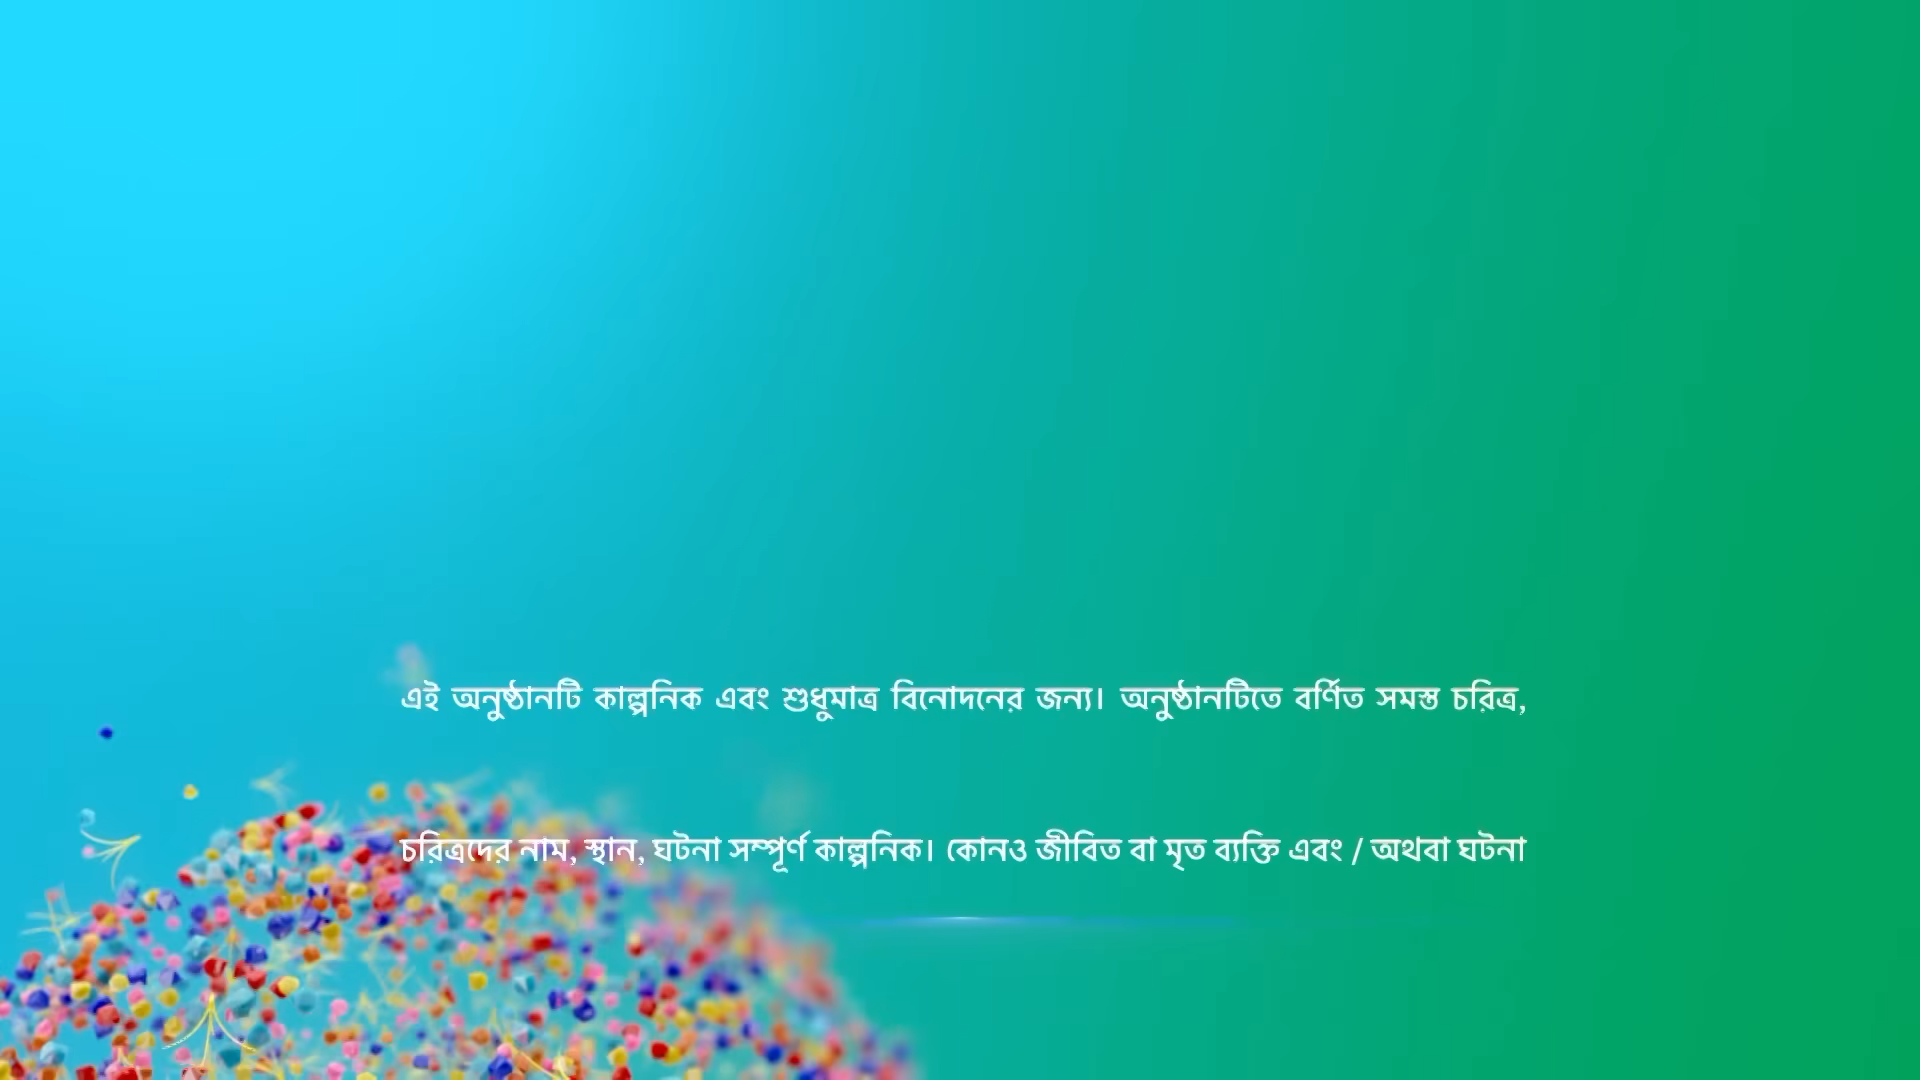 এই অনুষ্ঠানটি কাল্পনিক এবং শুধুমাত্র বিনোদনের জন্য। অনুষ্ঠানটিতে বর্ণিত সমস্ত চরিত্র,
চরিত্রদের নাম, স্থান, ঘটনা সম্পূর্ণ কাল্পনিক। কোনও জীবিত বা মৃত ব্যক্তি এবং / অথবা ঘটনা